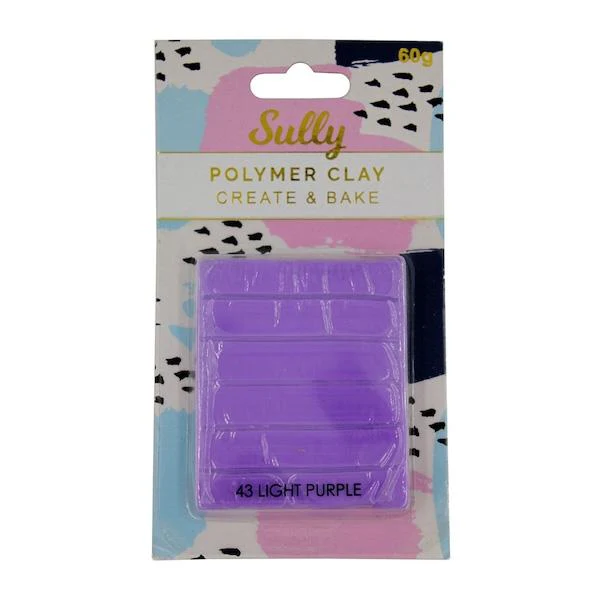 60g
Sully
POLYMER CLAY
CREATE & BAKE
43 LIGHT PURPLE